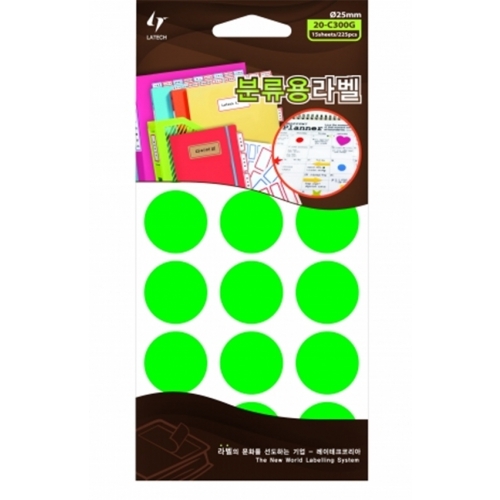 LATECH
Ø25mm
20-C300G
15sheets/225pcs
분류용라벨
Planner
라벨의 문화를 선도하는 기업 - 레이테크코리아
The New World Labelling System